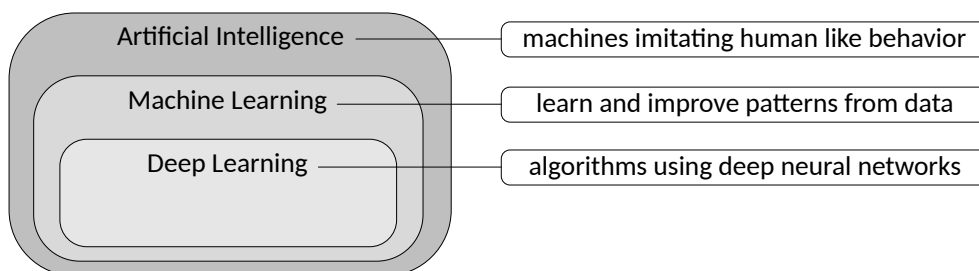 Artificial Intelligence
machines imitating human like behavior
Machine Learning
learn and improve patterns from data
Deep Learning
algorithms using deep neural networks